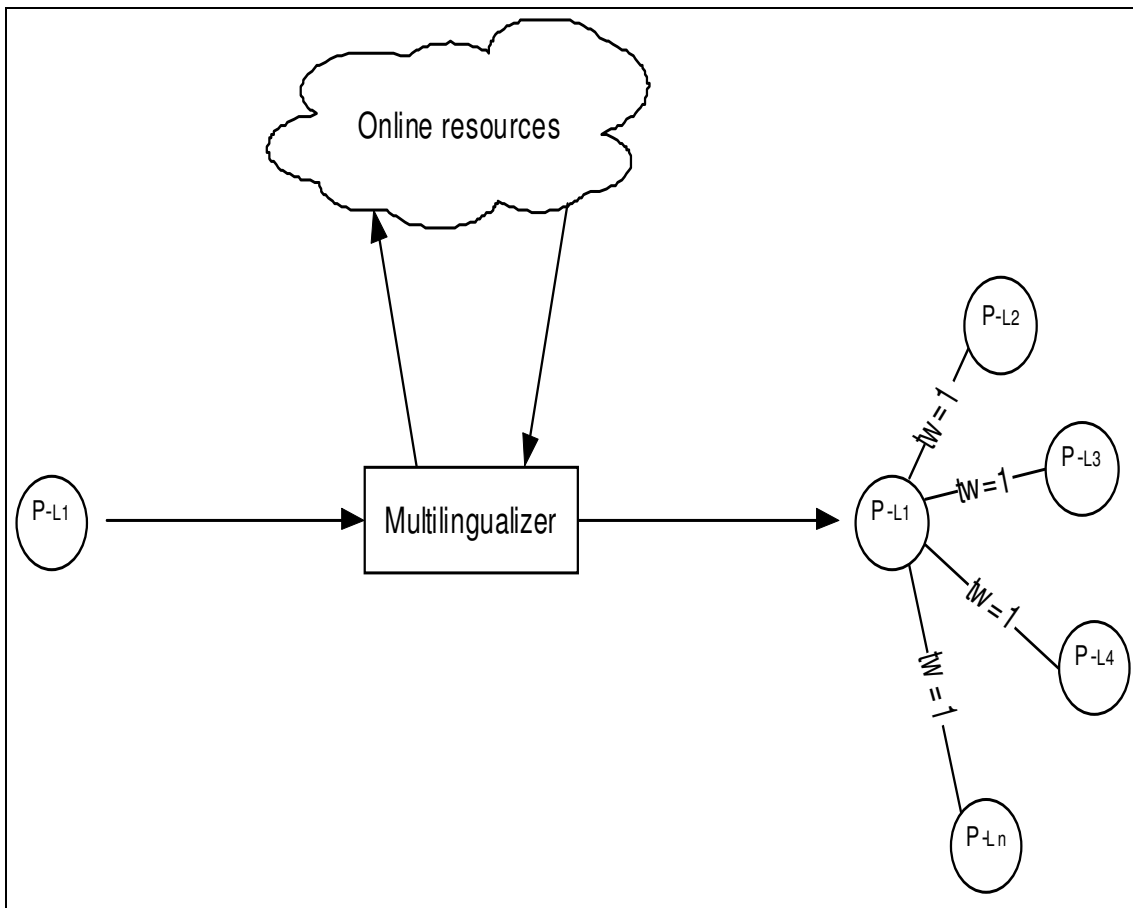 Online resources
P-L2
tw = 1
P-L3
tw = 1
P-L1
Multilingualizer
P-L1
tw = 1
P-L4
tw = 1
P-Ln